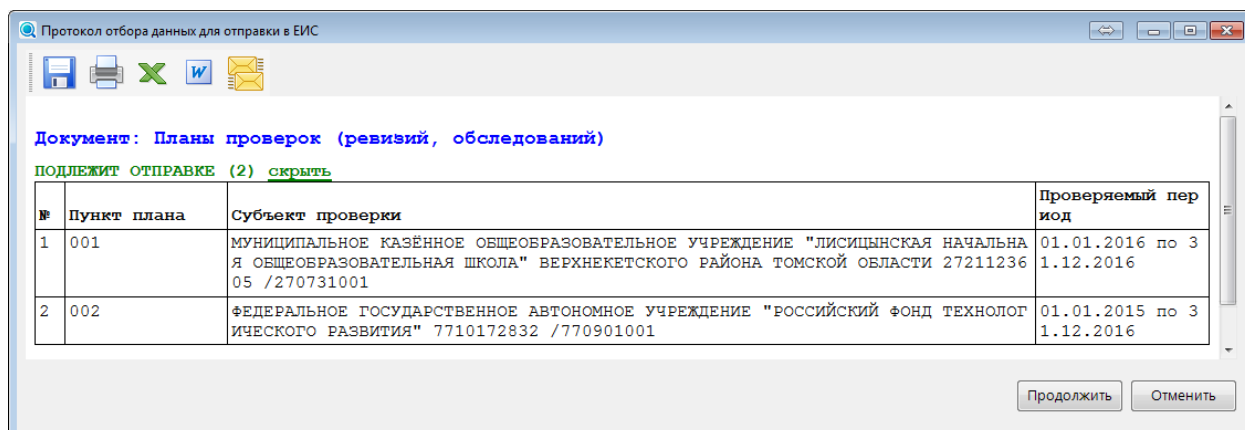 Протокол отбора данных для отправки в ЕИС
W
Документ: Планы проверок (ревизий, обследований)
ПОДЛЕЖИТ ОТПРАВКЕ (2) скрыть
№ Пункт плана Субъект проверки Проверяемый пер
иод
1 001 МУНИЦИПАЛЬНОЕ КАЗЁННОЕ ОБЩЕОБРАЗОВАТЕЛЬНОЕ УЧРЕЖДЕНИЕ "ЛИСИЦЫНСКАЯ НАЧАЛЬНА 01.01.2016 по 3
Я ОБЩЕОБРАЗОВАТЕЛЬНАЯ ШКОЛА" ВЕРХНЕКЕТСКОГО РАЙОНА ТОМСКОЙ ОБЛАСТИ 27211236 1.12.2016
05 /270731001
2 002 ФЕДЕРАЛЬНОЕ ГОСУДАРСТВЕННОЕ АВТОНОМНОЕ УЧРЕЖДЕНИЕ "РОССИЙСКИЙ ФОНД ТЕХНОЛОГ 01.01.2015 по 3
ИЧЕСКОГО РАЗВИТИЯ" 7710172832 /770901001 1.12.2016
Продолжить Отменить